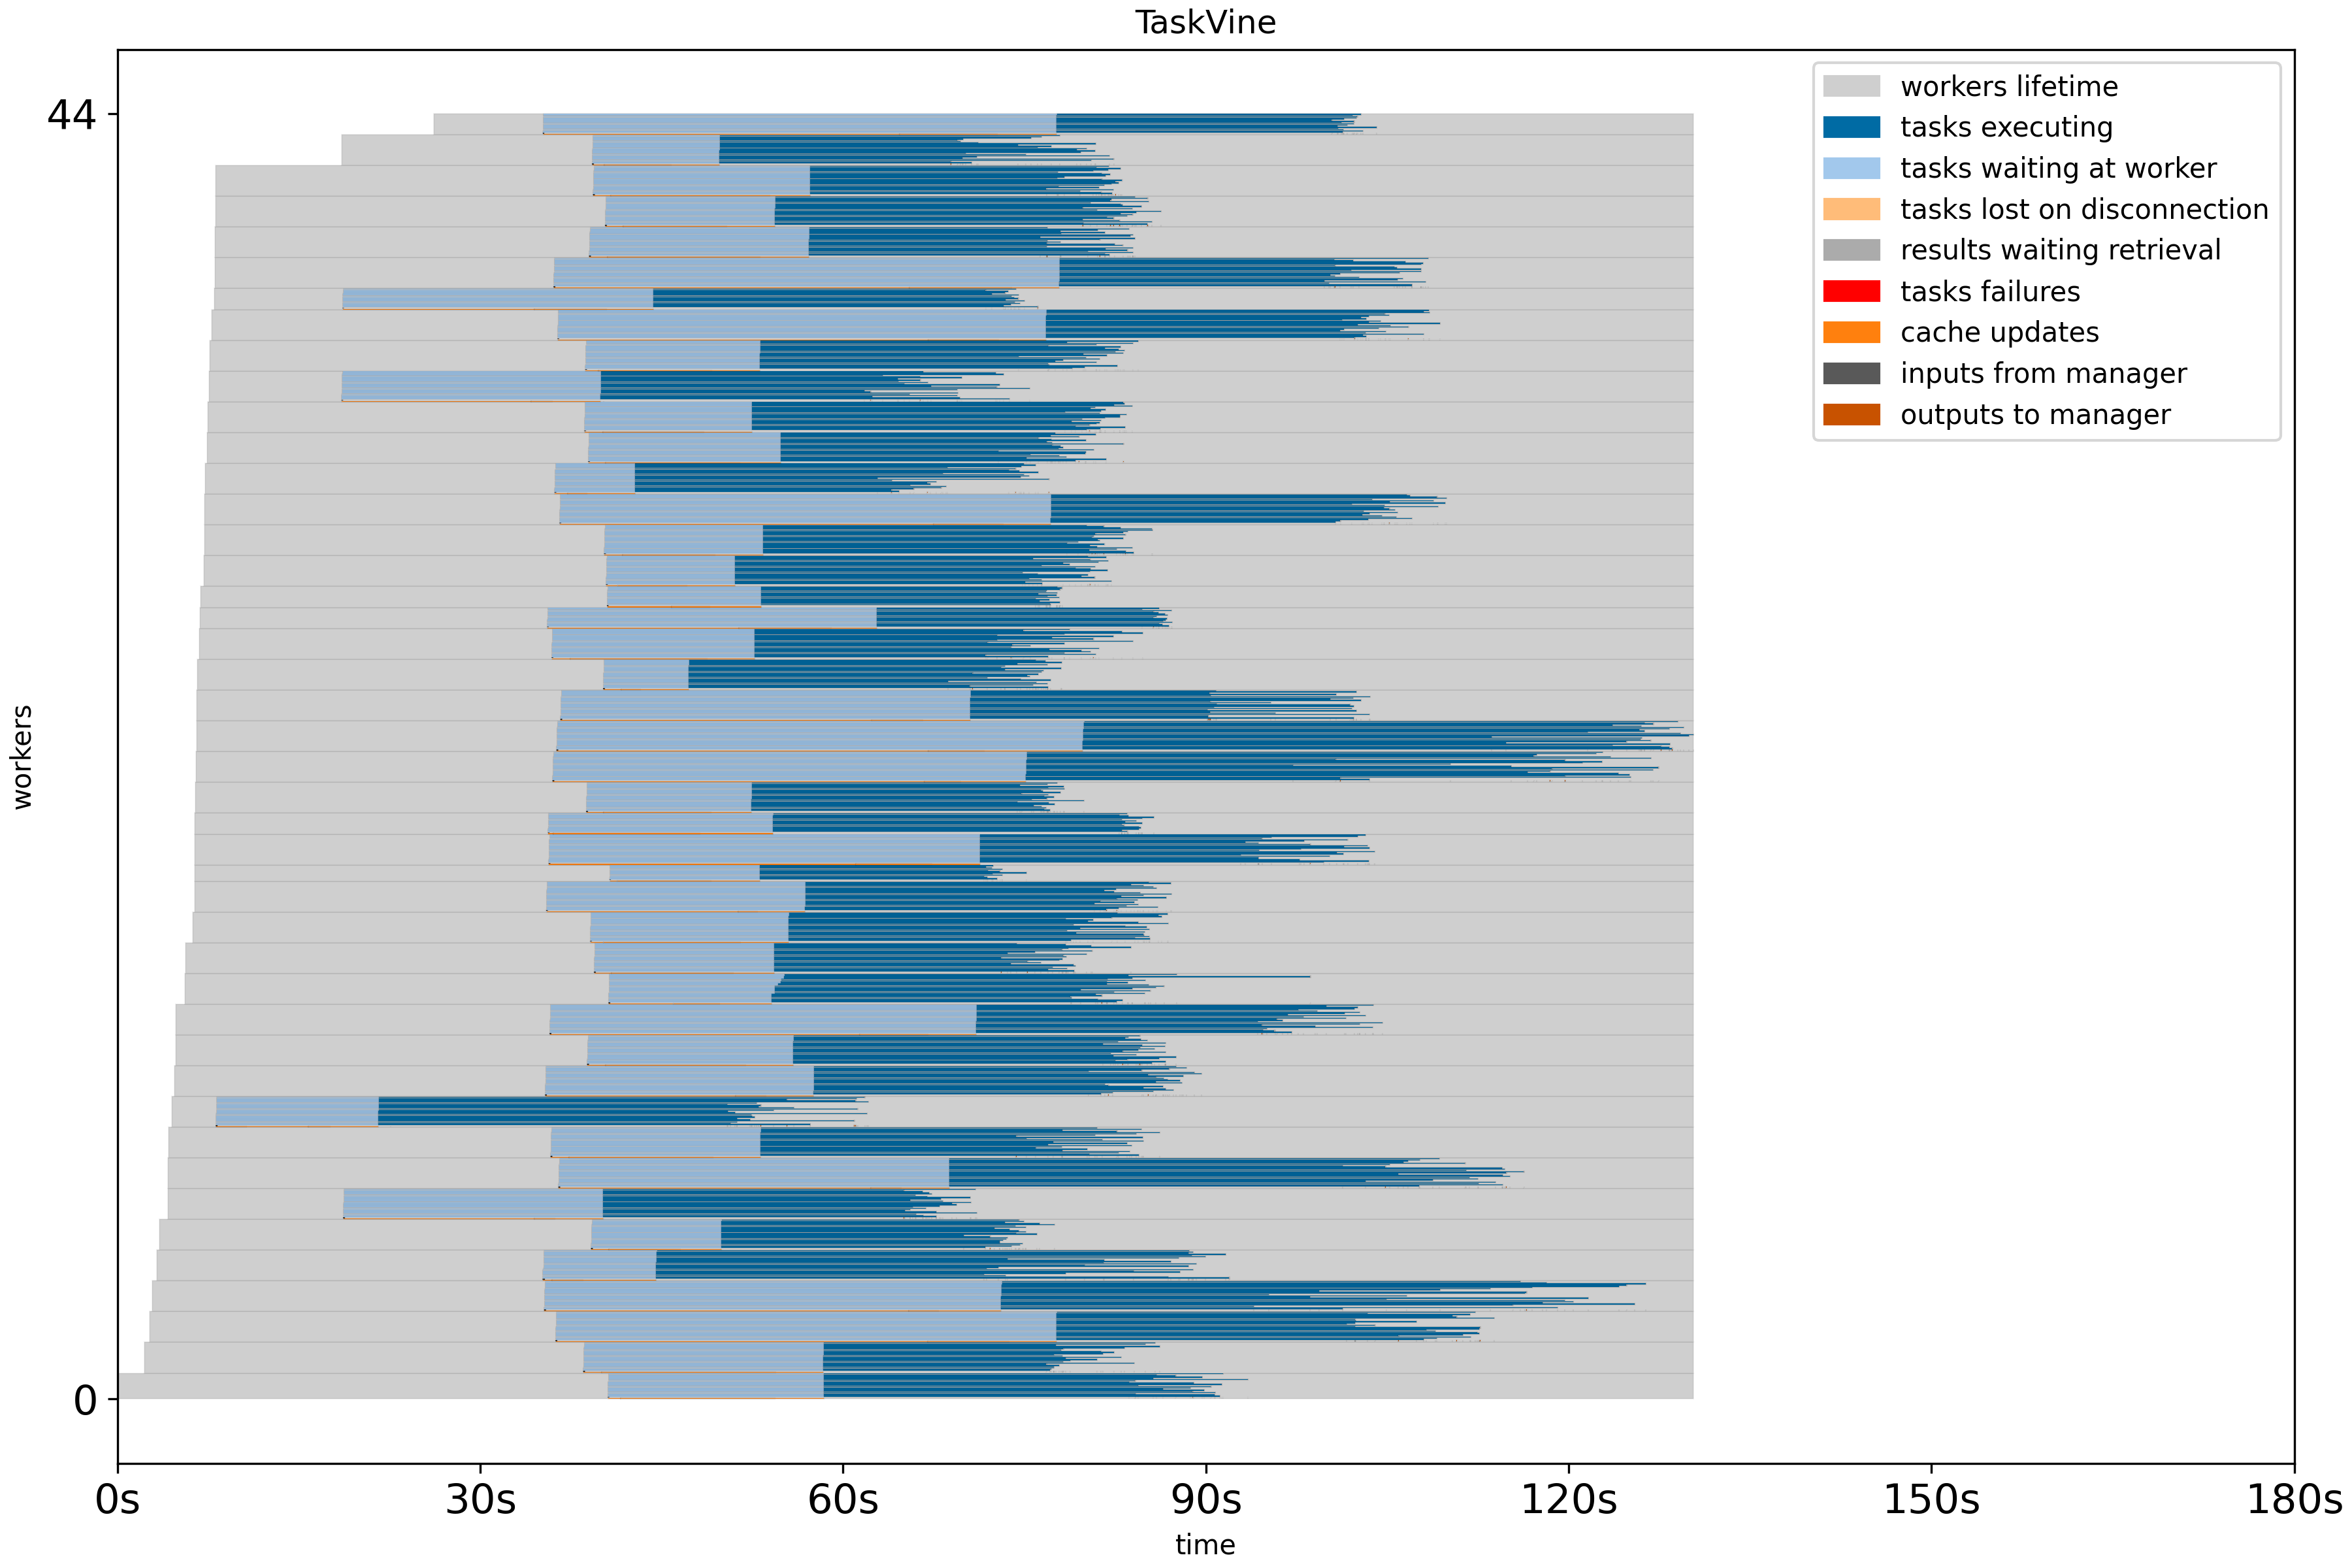 TaskVine
44
workers lifetime
tasks executing
tasks waiting at worker
tasks lost on disconnection
results waiting retrieval
tasks failures
cache updates
inputs from manager
outputs to manager
workers
0
0s 30s 60s 90s 120s 150s 180s
time